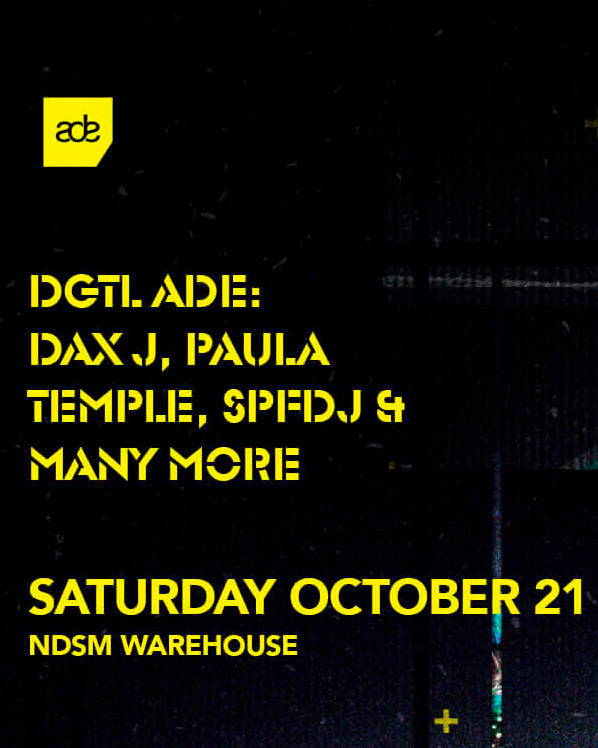 ade
DGTL ADE:
DAX J, PAULA
TEMPLE, SPFDJ &
MANY MORE
SATURDAY OCTOBER 21
NDSM WAREHOUSE